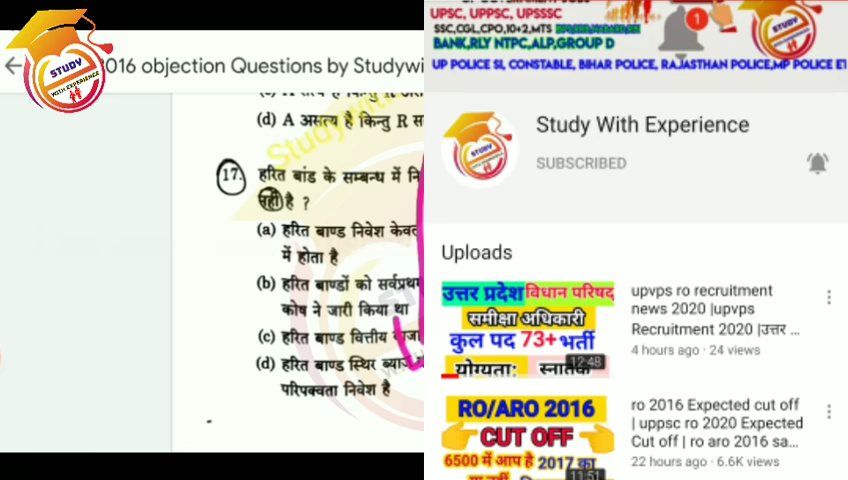 2016 objection Questions by Studywi
(d) A असत्य है किन्तु R स
17. हरित बांड के सम्बन्ध में नि
नहीं है ?
(a) हरित बाण्ड निवेश केवल
में होता है
(b) हरित बाण्डों को सर्वप्रथम
कोष ने जारी किया था
(c) हरित बाण्ड वित्तीय बाजा
(d) हरित बाण्ड स्थिर ब्याज
परिपक्वता निवेश है
STUDY
WITH EXPERIENCE
UPSC, UPPSC, UPSSSC
SSC,CGL,CPO,10+2,MTS
BANK,RLY NTPC,ALP,GROUP D
UP POLICE SI, CONSTABLE, BIHAR POLICE, RAJASTHAN POLICE,MP POLICE ET
1
Study With Experience
SUBSCRIBED
Uploads
उत्तर प्रदेश विधान परिषद
समीक्षा अधिकारी
कुल पद 73+ भर्ती
योग्यता: स्नातक
12:48
upvps ro recruitment
news 2020 |upvps
Recruitment 2020 |उत्तर ...
4 hours ago · 24 views
RO/ARO 2016
CUT OFF
6500 में आप है 2017 का
11:51
ro 2016 Expected cut off
| uppsc ro 2020 Expected
Cut off | ro aro 2016 sa...
22 hours ago · 6.6K views